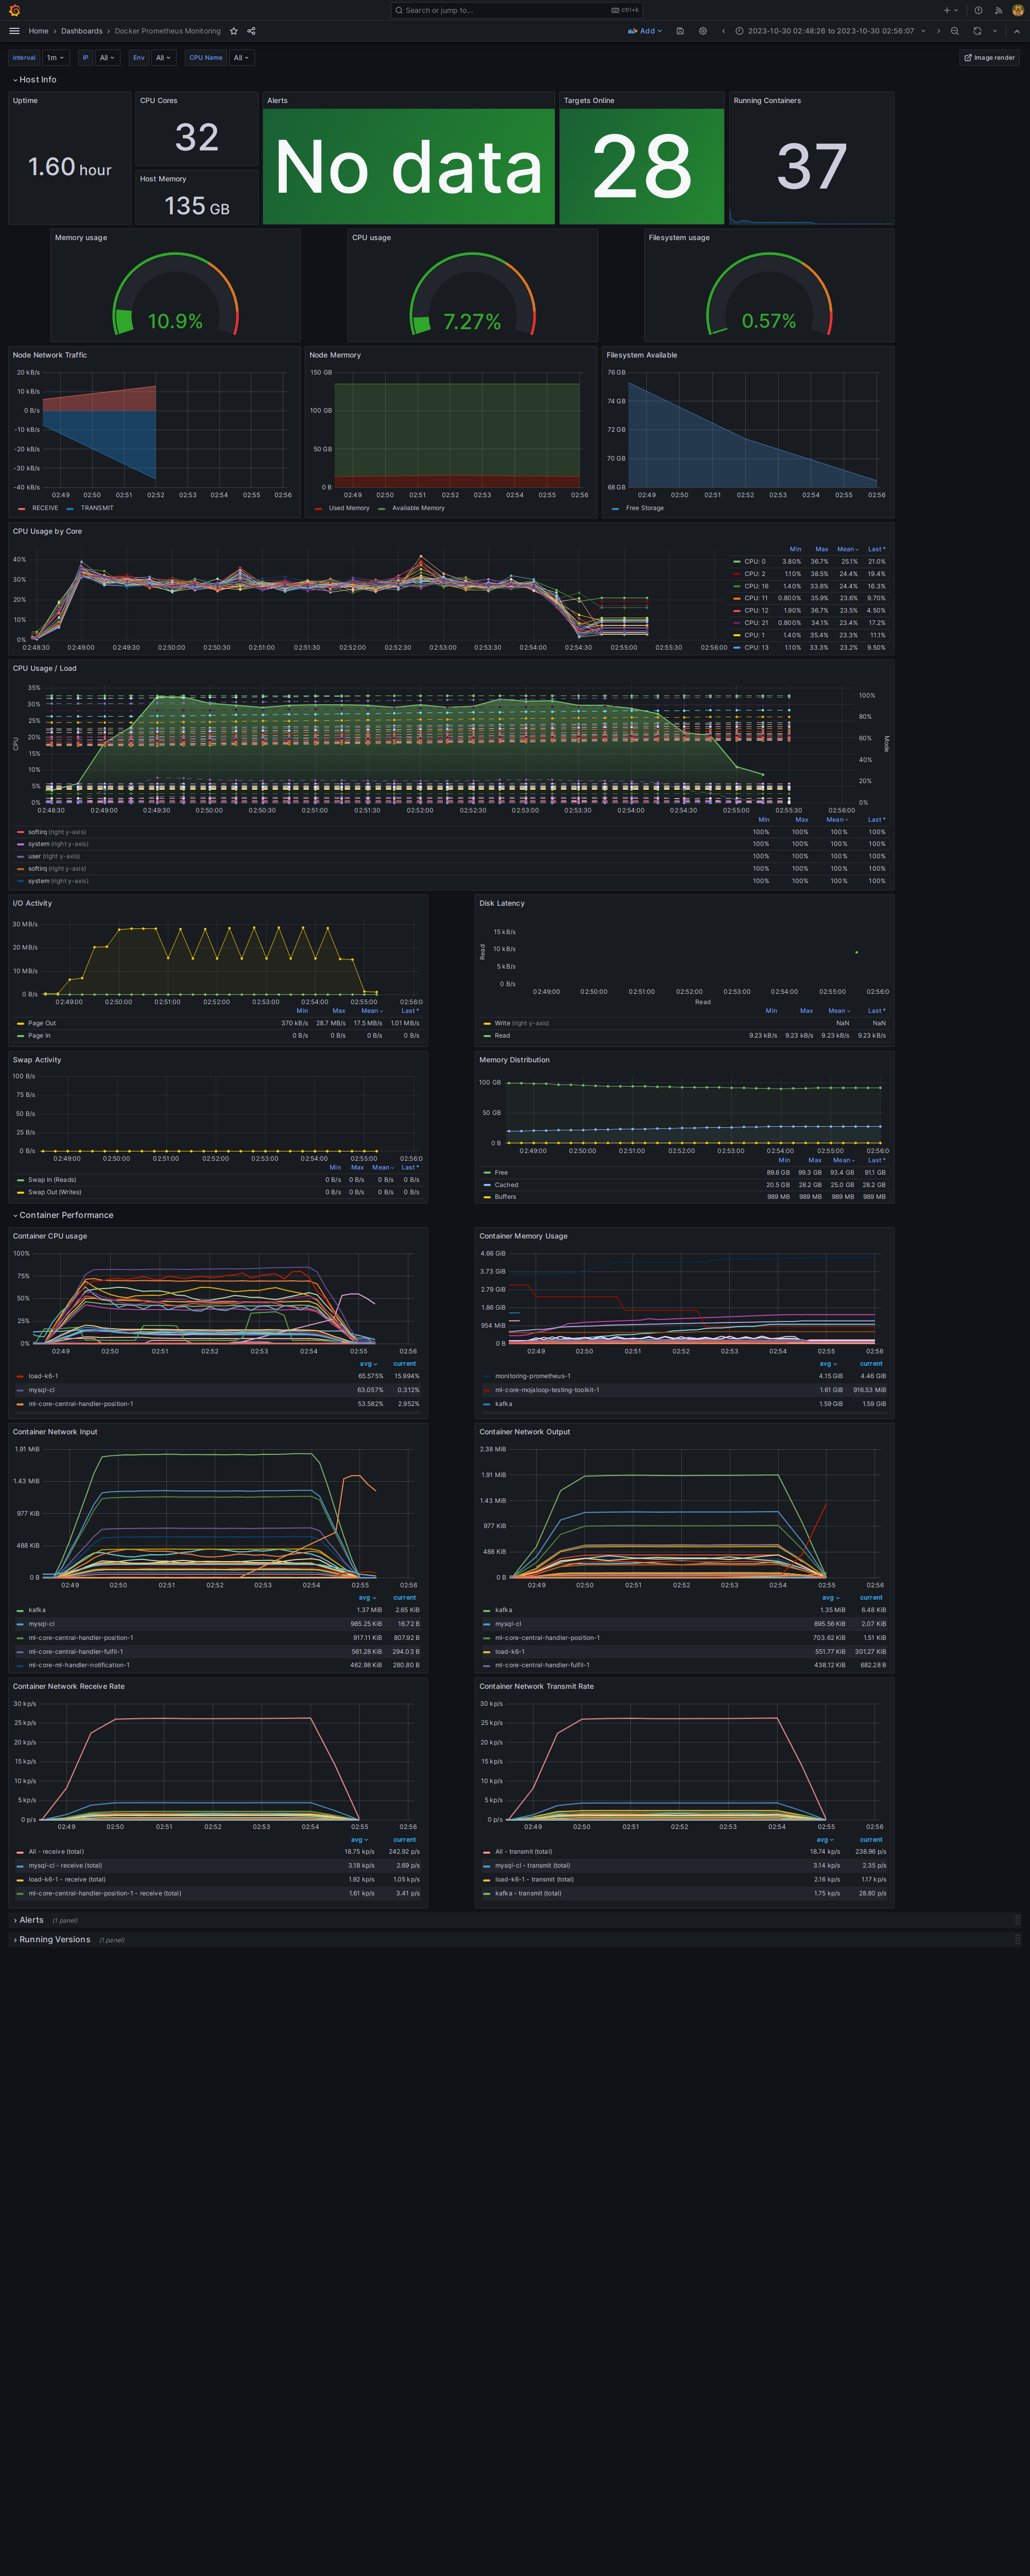 Search or jump to... ctrl+k
Home › Dashboards › Docker Prometheus Monitoring Add 2023-10-30 02:48:26 to 2023-10-30 02:56:07
Interval 1m IP All Env All CPU Name All Image render
Host Info
Uptime CPU Cores Alerts Targets Online Running Containers
1.60 hour 32 No data 28 37
Host Memory
135 GB
Memory usage CPU usage Filesystem usage
10.9% 7.27% 0.57%
Node Network Traffic
20 kB/s
10 kB/s
0 B/s
-10 kB/s
-20 kB/s
-30 kB/s
-40 kB/s
02:49 02:50 02:51 02:52 02:53 02:54 02:55 02:56
RECEIVE TRANSMIT
Node Mermory
150 GB
100 GB
50 GB
0 B
02:49 02:50 02:51 02:52 02:53 02:54 02:55 02:56
Used Memory Available Memory
Filesystem Available
76 GB
74 GB
72 GB
70 GB
68 GB
02:49 02:50 02:51 02:52 02:53 02:54 02:55 02:56
Free Storage
CPU Usage by Core
40%
30%
20%
10%
0%
02:48:30 02:49:00 02:49:30 02:50:00 02:50:30 02:51:00 02:51:30 02:52:00 02:52:30 02:53:00 02:53:30 02:54:00 02:54:30 02:55:00 02:55:30 02:56:00
Min Max Mean Last *
CPU: 0 3.80% 36.7% 25.1% 21.0%
CPU: 2 1.10% 38.5% 24.4% 19.4%
CPU: 16 1.40% 33.8% 24.4% 16.3%
CPU: 11 0.800% 35.9% 23.6% 9.70%
CPU: 12 1.90% 36.7% 23.5% 4.50%
CPU: 21 0.800% 34.1% 23.4% 17.2%
CPU: 1 1.40% 35.4% 23.3% 11.1%
CPU: 13 1.10% 33.3% 23.2% 9.50%
CPU Usage / Load
CPU
35%
30%
25%
20%
15%
10%
5%
0%
100%
80%
60%
40%
20%
0%
Mode
02:48:30 02:49:00 02:49:30 02:50:00 02:50:30 02:51:00 02:51:30 02:52:00 02:52:30 02:53:00 02:53:30 02:54:00 02:54:30 02:55:00 02:55:30 02:56:00
Min Max Mean Last *
softirq (right y-axis) 100% 100% 100% 100%
system (right y-axis) 100% 100% 100% 100%
user (right y-axis) 100% 100% 100% 100%
softirq (right y-axis) 100% 100% 100% 100%
system (right y-axis) 100% 100% 100% 100%
I/O Activity
30 MB/s
20 MB/s
10 MB/s
0 B/s
02:49:00 02:50:00 02:51:00 02:52:00 02:53:00 02:54:00 02:55:00 02:56:0
Min Max Mean Last *
Page Out 370 kB/s 28.7 MB/s 17.5 MB/s 1.01 MB/s
Page In 0 B/s 0 B/s 0 B/s 0 B/s
Disk Latency
Read
15 kB/s
10 kB/s
5 kB/s
0 B/s
02:49:00 02:50:00 02:51:00 02:52:00 02:53:00 02:54:00 02:55:00 02:56:0
Read
Min Max Mean Last *
Write (right y-axis) NaN NaN
Read 9.23 kB/s 9.23 kB/s 9.23 kB/s 9.23 kB/s
Swap Activity
100 B/s
75 B/s
50 B/s
25 B/s
0 B/s
02:49:00 02:50:00 02:51:00 02:52:00 02:53:00 02:54:00 02:55:00 02:56:0
Min Max Mean Last *
Swap In (Reads) 0 B/s 0 B/s 0 B/s 0 B/s
Swap Out (Writes) 0 B/s 0 B/s 0 B/s 0 B/s
Memory Distribution
100 GB
50 GB
0 B
02:49:00 02:50:00 02:51:00 02:52:00 02:53:00 02:54:00 02:55:00 02:56:0
Min Max Mean Last *
Free 89.6 GB 99.3 GB 93.4 GB 91.1 GB
Cached 20.5 GB 28.2 GB 25.0 GB 28.2 GB
Buffers 989 MB 989 MB 989 MB 989 MB
Container Performance
Container CPU usage
100%
75%
50%
25%
0%
02:49 02:50 02:51 02:52 02:53 02:54 02:55 02:56
avg current
load-k6-1 65.575% 15.994%
mysql-cl 63.057% 0.312%
ml-core-central-handler-position-1 53.582% 2.952%
Container Memory Usage
4.66 GiB
3.73 GiB
2.79 GiB
1.86 GiB
954 MiB
0 B
02:49 02:50 02:51 02:52 02:53 02:54 02:55 02:56
avg current
monitoring-prometheus-1 4.15 GiB 4.46 GiB
ml-core-mojaloop-testing-toolkit-1 1.61 GiB 916.53 MiB
kafka 1.59 GiB 1.59 GiB
Container Network Input
1.91 MiB
1.43 MiB
977 KiB
488 KiB
0 B
02:49 02:50 02:51 02:52 02:53 02:54 02:55 02:56
avg current
kafka 1.37 MiB 2.65 KiB
mysql-cl 985.25 KiB 16.72 B
ml-core-central-handler-position-1 917.11 KiB 807.92 B
ml-core-central-handler-fulfil-1 561.28 KiB 294.03 B
ml-core-ml-handler-notification-1 462.98 KiB 280.80 B
Container Network Output
2.38 MiB
1.91 MiB
1.43 MiB
977 KiB
488 KiB
0 B
02:49 02:50 02:51 02:52 02:53 02:54 02:55 02:56
avg current
kafka 1.35 MiB 6.48 KiB
mysql-cl 895.56 KiB 2.07 KiB
ml-core-central-handler-position-1 703.62 KiB 1.51 KiB
load-k6-1 551.77 KiB 301.27 KiB
ml-core-central-handler-fulfil-1 438.12 KiB 682.28 B
Container Network Receive Rate
30 kp/s
25 kp/s
20 kp/s
15 kp/s
10 kp/s
5 kp/s
0 p/s
02:49 02:50 02:51 02:52 02:53 02:54 02:55 02:56
avg current
All - receive (total) 18.75 kp/s 242.92 p/s
mysql-cl - receive (total) 3.18 kp/s 2.69 p/s
load-k6-1 - receive (total) 1.92 kp/s 1.05 kp/s
ml-core-central-handler-position-1 - receive (total) 1.61 kp/s 3.41 p/s
Container Network Transmit Rate
30 kp/s
25 kp/s
20 kp/s
15 kp/s
10 kp/s
5 kp/s
0 p/s
02:49 02:50 02:51 02:52 02:53 02:54 02:55 02:56
avg current
All - transmit (total) 18.74 kp/s 238.96 p/s
mysql-cl - transmit (total) 3.14 kp/s 2.35 p/s
load-k6-1 - transmit (total) 2.16 kp/s 1.17 kp/s
kafka - transmit (total) 1.75 kp/s 28.80 p/s
Alerts (1 panel)
Running Versions (1 panel)